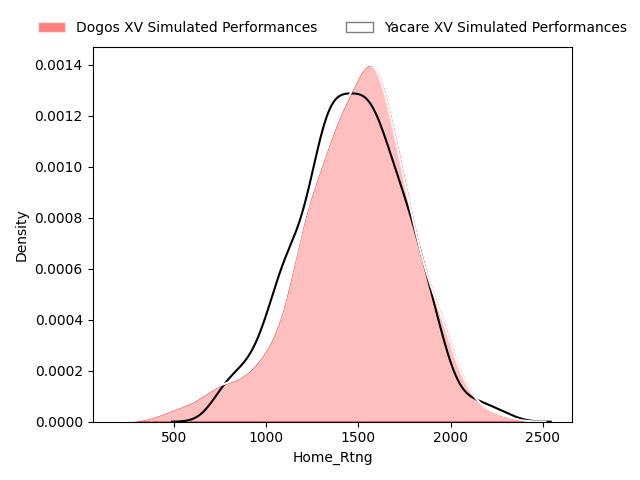 Dogos XV Simulated Performances Yacare XV Simulated Performances
0.0014
0.0012
0.0010
0.0008
0.0006
0.0004
0.0002
0.0000
Density
500 1000 1500 2000 2500
Home_Rtng